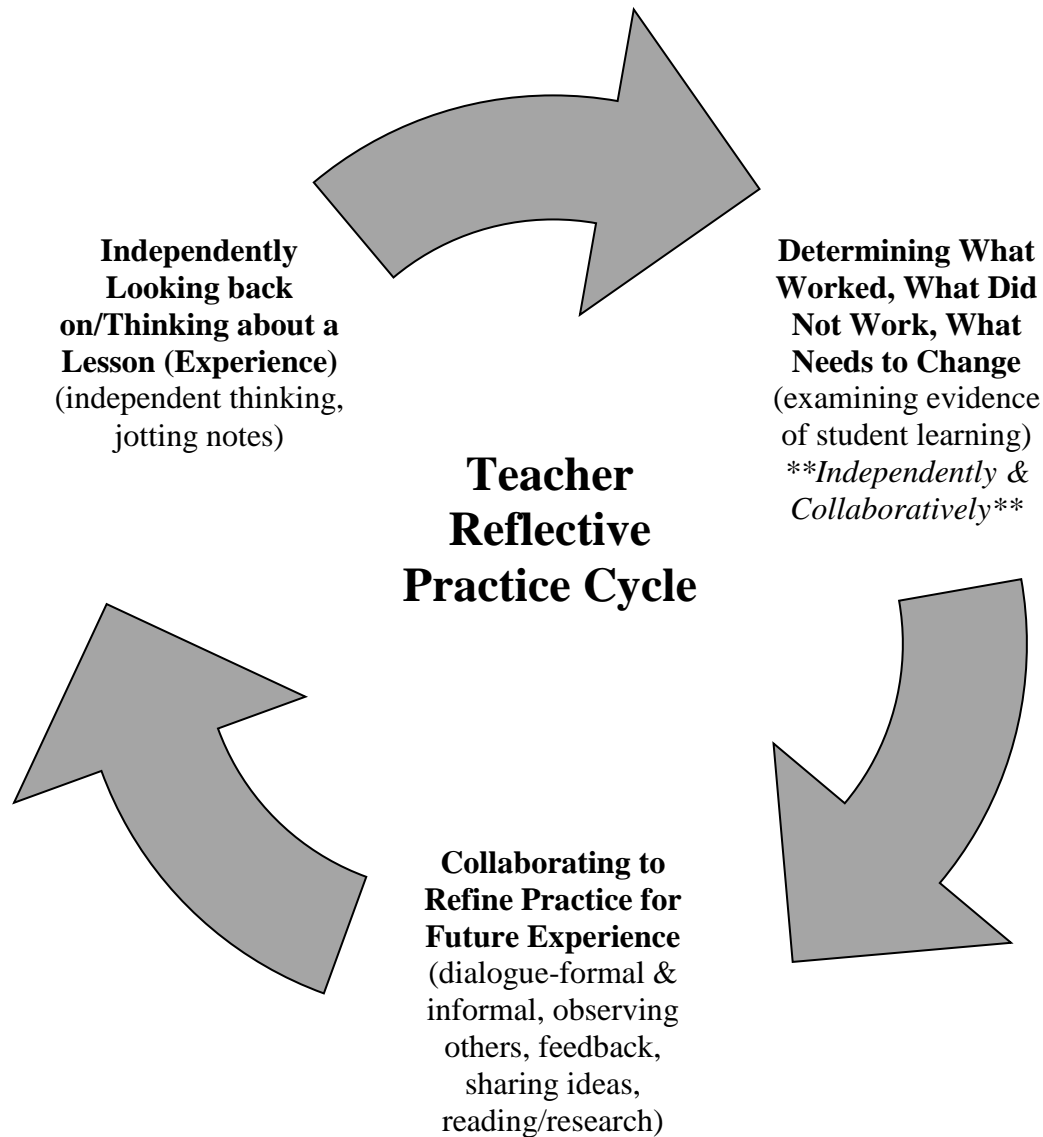 Independently
Looking back
on/Thinking about a
Lesson (Experience)
(independent thinking,
jotting notes)
Determining What
Worked, What Did
Not Work, What
Needs to Change
(examining evidence
of student learning)
**Independently &
Collaboratively**
Teacher
Reflective
Practice Cycle
Collaborating to
Refine Practice for
Future Experience
(dialogue-formal &
informal, observing
others, feedback,
sharing ideas,
reading/research)